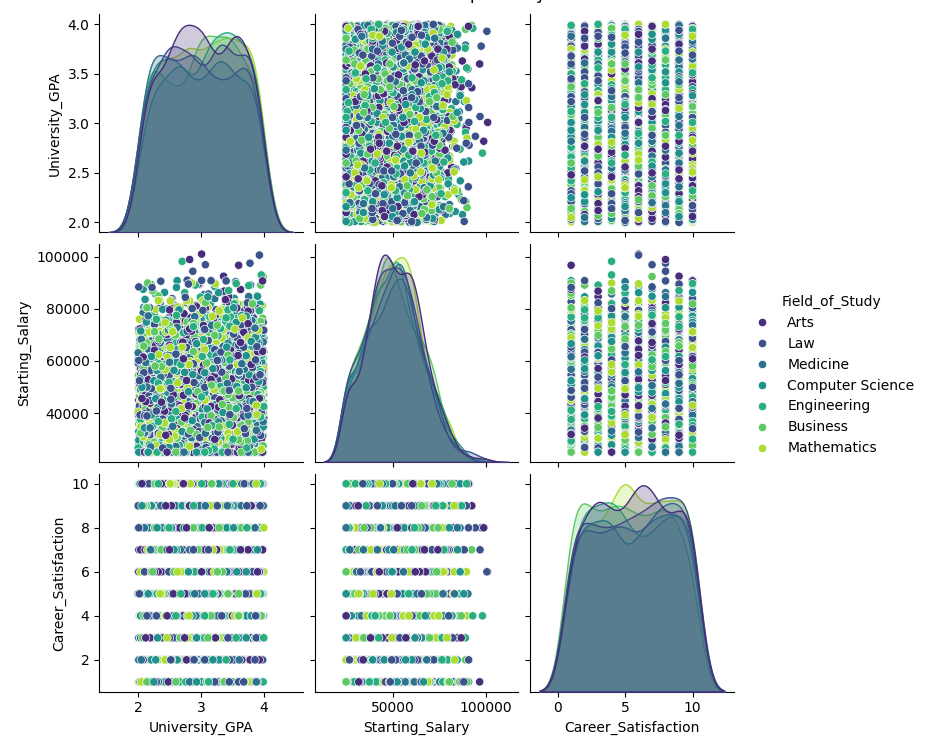 4.0
3.5
3.0
2.5
2.0
University_GPA
100000
80000
60000
40000
Starting_Salary
10
8
6
4
2
Career_Satisfaction
2 3 4
University_GPA
50000 100000
Starting_Salary
0 5 10
Career_Satisfaction
Field_of_Study
Arts
Law
Medicine
Computer Science
Engineering
Business
Mathematics